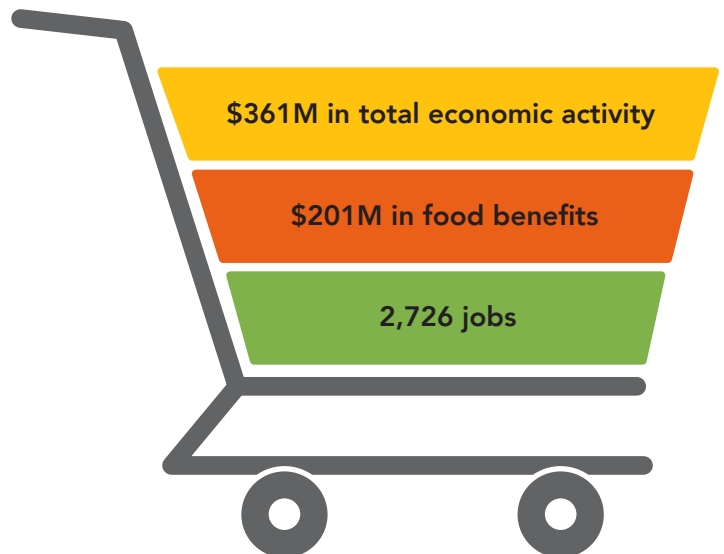 $361M in total economic activity
$201M in food benefits
2,726 jobs